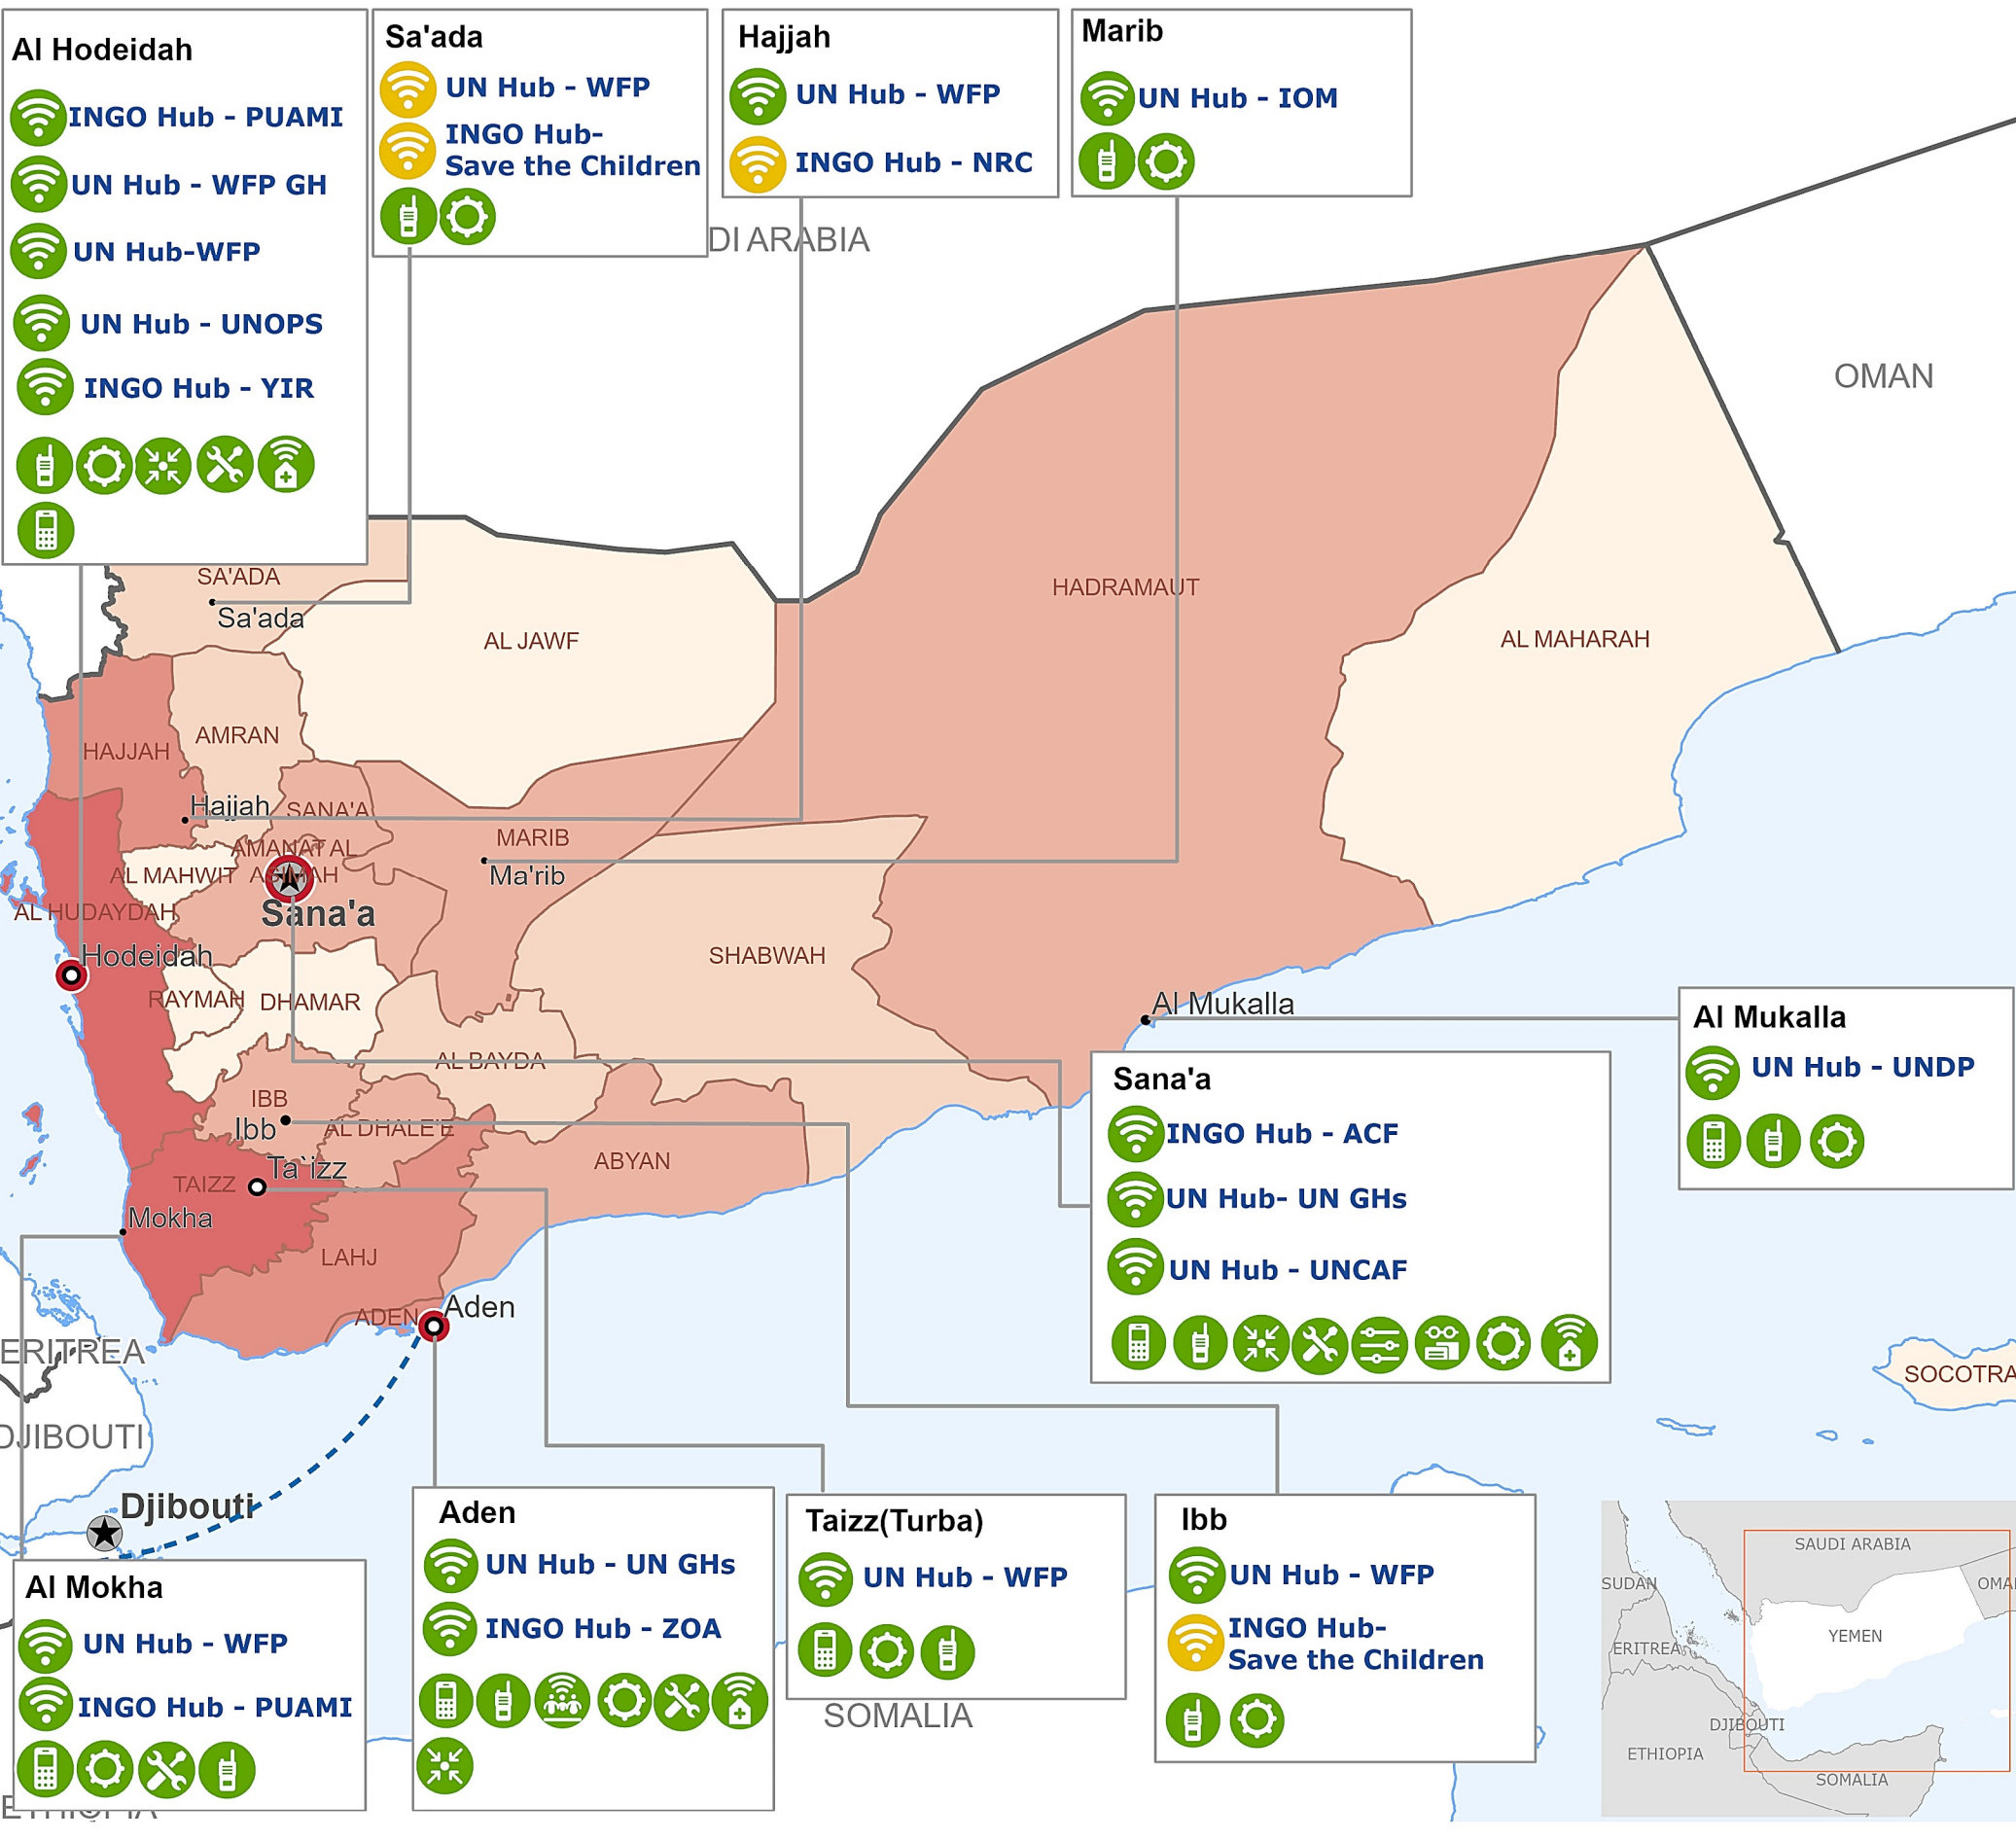 Al Hodeidah
INGO Hub - PUAMI
UN Hub - WFP GH
UN Hub-WFP
UN Hub - UNOPS
INGO Hub - YIR
Sa'ada
UN Hub - WFP
INGO Hub-
Save the Children
Hajjah
UN Hub - WFP
INGO Hub - NRC
Marib
UN Hub - IOM
DI ARABIA
OMAN
SA'ADA
Sa'ada
AL JAWF
HADRAMAUT
AL MAHARAH
HAJJAH
AMRAN
Hajjah
SANA'A
MARIB
Ma'rib
AMANAT AL
ASIMAH
AL MAHWIT
Sana'a
AL HUDAYDAH
Hodeidah
SHABWAH
RAYMAH
DHAMAR
Al Mukalla
AL BAYDA
IBB
Ibb
AL DHALE'E
ABYAN
Ta`izz
TAIZZ
Mokha
LAHJ
ADEN
Aden
ERITREA
DJIBOUTI
Djibouti
SOCOTRA
SOMALIA
ETHIOPIA
Al Mukalla
UN Hub - UNDP
Sana'a
INGO Hub - ACF
UN Hub- UN GHs
UN Hub - UNCAF
Al Mokha
UN Hub - WFP
INGO Hub - PUAMI
Aden
UN Hub - UN GHs
INGO Hub - ZOA
Taizz(Turba)
UN Hub - WFP
Ibb
UN Hub - WFP
INGO Hub-
Save the Children
SAUDI ARABIA
SUDAN
OMAN
YEMEN
ERITREA
DJIBOUTI
ETHIOPIA
SOMALIA